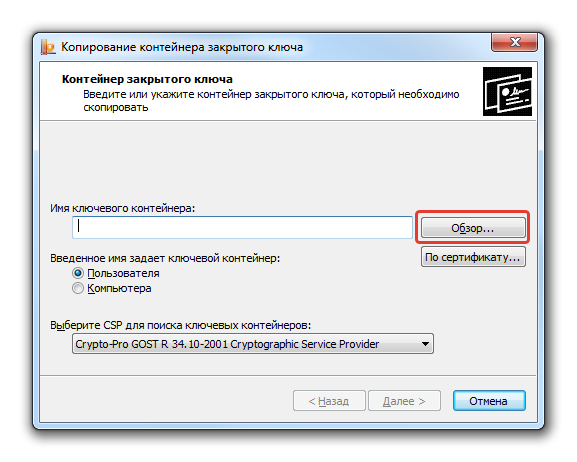 Копирование контейнера закрытого ключа
Контейнер закрытого ключа
Введите или укажите контейнер закрытого ключа, который необходимо
скопировать
Имя ключевого контейнера:
Обзор...
Введенное имя задает ключевой контейнер:
По сертификату...
Пользователя
Компьютера
Выберите CSP для поиска ключевых контейнеров:
Crypto-Pro GOST R 34.10-2001 Cryptographic Service Provider
< Назад
Далее >
Отмена